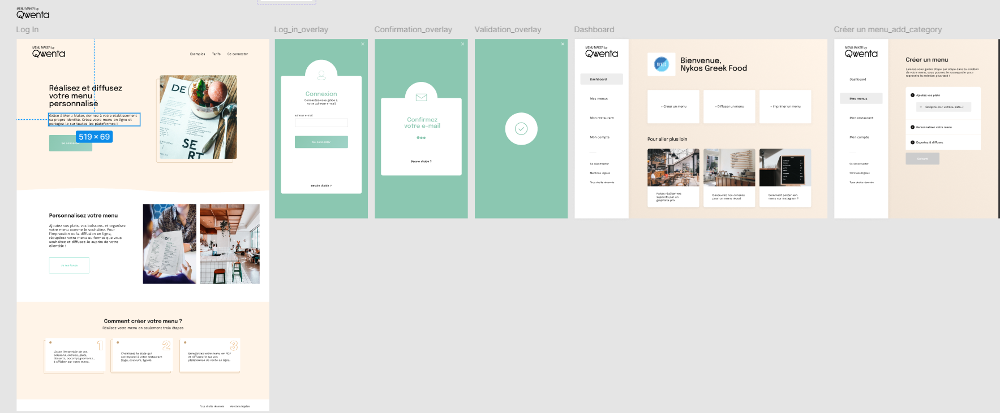 MENU MAKER by
Qwenta
Log In
MENU MAKER by
Qwenta
Exemples
Tarifs
Se connecter
Réalisez et diffusez
votre menu
personnalisé
Grâce à Menu Maker, donnez à votre établissement
sa propre identité. Créez votre menu en ligne et
partagez-le sur toutes les plateformes !
519 × 69
DE
SE
RT
Personnalisez votre menu
Ajoutez vos plats, vos boissons, et organisez
votre menu comme le souhaitez. Pour
l'impression ou la diffusion en ligne,
récupérez votre menu au format que vous
souhaitez et diffusez-le auprès de votre
clientèle !
Je me lance
Comment créer votre menu ?
Réalisez votre menu en seulement trois étapes
1
Listez l'ensemble de vos
boissons, entrées, plats,
desserts, accompagnements...
à afficher sur votre menu.
2
Choisissez le style qui
correspond à votre restaurant
(logo, couleurs, typos).
3
Enregistrez votre menu en PDF
et diffusez-le sur vos
plateformes de vente en ligne.
Tous droits réservés
Mentions légales
Log_in_overlay
Connexion
Connectez-vous grâce à
votre adresse e-mail
Adresse e-mail
Se connecter
Besoin d'aide ?
Confirmation_overlay
Confirmez
votre e-mail
Besoin d'aide ?
Validation_overlay
Dashboard
MENU MAKER by
Qwenta
Dashboard
Mes menus
Mon restaurant
Mon compte
Se déconnecter
Mentions légales
Tous droits réservés
NYKOS
Bienvenue,
Nykos Greek Food
+ Créer un menu
+ Diffuser un menu
+ Imprimer un menu
Pour aller plus loin
Faites réaliser vos
supports par un
graphiste pro
Découvrez nos conseils
pour un menu réussi
Comment poster son
menu sur Instagram ?
Créer un menu_add_category
MENU MAKER by
Qwenta
Dashboard
Mes menus
Mon restaurant
Mon compte
Se déconnecter
Mentions légales
Tous droits réservés
Créer un menu
Laissez-vous guider étape par étape dans la création
de votre menu, vous pourrez le sauvegarder pour
reprendre la création plus tard !
1 Ajoutez vos plats
+ Catégorie (ex. : entrées, plats...)
2 Personnalisez votre menu
3 Exportez & diffusez
Suivant